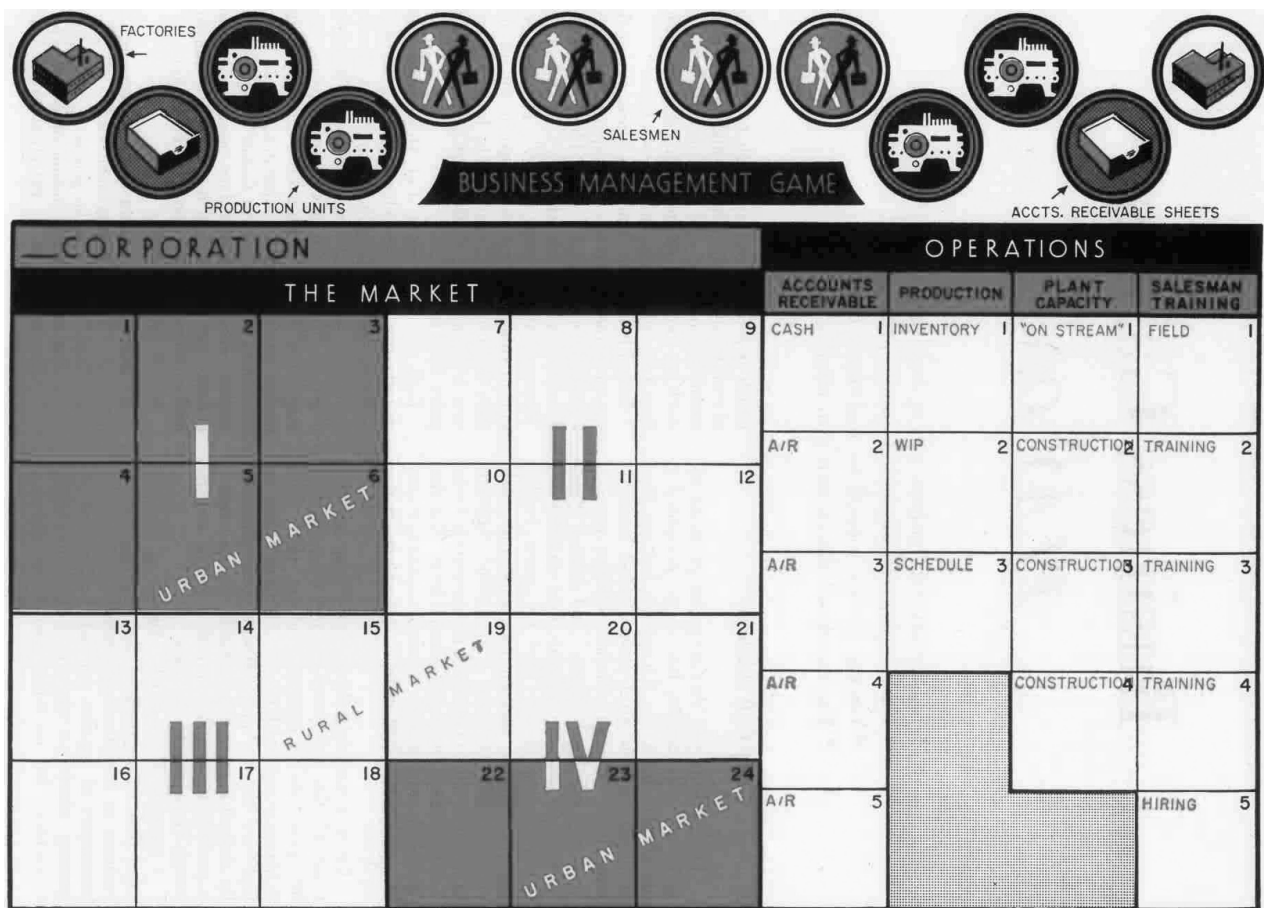 FACTORIES
SALESMEN
PRODUCTION UNITS
BUSINESS MANAGEMENT GAME
ACCTS. RECEIVABLE SHEETS
CORPORATION
OPERATIONS
THE MARKET
ACCOUNTS RECEIVABLE
PRODUCTION
PLANT CAPACITY
SALESMAN TRAINING
1 2 3 7 8 9
CASH 1 INVENTORY 1 "ON STREAM" 1 FIELD 1
I II
4 5 6 10 11 12
A/R 2 WIP 2 CONSTRUCTION 2 TRAINING 2
URBAN MARKET
A/R 3 SCHEDULE 3 CONSTRUCTION 3 TRAINING 3
13 14 15 19 20 21
RURAL MARKET
A/R 4 CONSTRUCTION 4 TRAINING 4
III IV
16 17 18 22 23 24
A/R 5 HIRING 5
URBAN MARKET